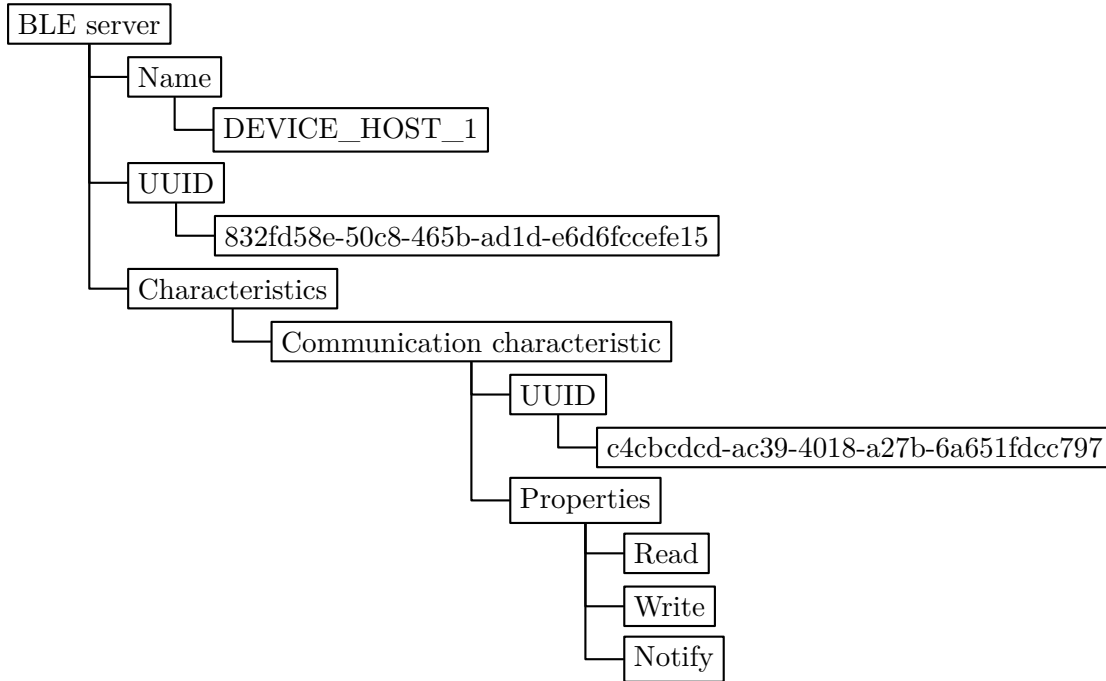 BLE server
Name
DEVICE_HOST_1
UUID
832fd58e-50c8-465b-ad1d-e6d6fccefe15
Characteristics
Communication characteristic
UUID
c4cbcdcd-ac39-4018-a27b-6a651fdcc797
Properties
Read
Write
Notify